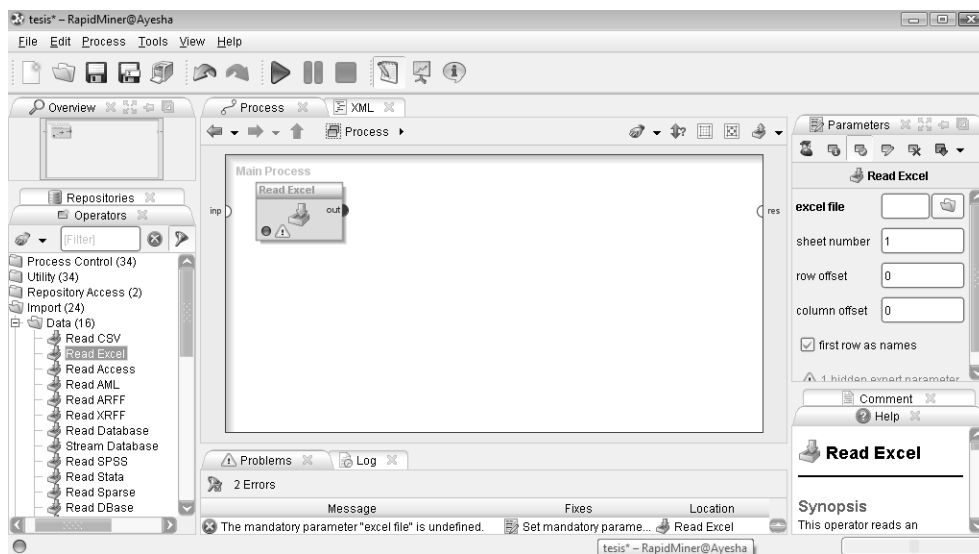 tesis* – RapidMiner@Ayesha
File Edit Process Tools View Help
Overview
Process
XML
Process
Parameters
Read Excel
Main Process
Read Excel
inp
out
res
Repositories
Operators
[Filter]
Process Control (34)
Utility (34)
Repository Access (2)
Import (24)
Data (16)
Read CSV
Read Excel
Read Access
Read AML
Read ARFF
Read XRFF
Read Database
Stream Database
Read SPSS
Read Stata
Read Sparse
Read DBase
excel file
sheet number 1
row offset 0
column offset 0
first row as names
1 hidden expert parameter
Comment
Help
Read Excel
Synopsis
This operator reads an
Problems
Log
2 Errors
Message Fixes Location
The mandatory parameter "excel file" is undefined. Set mandatory parame... Read Excel
tesis* – RapidMiner@Ayesha